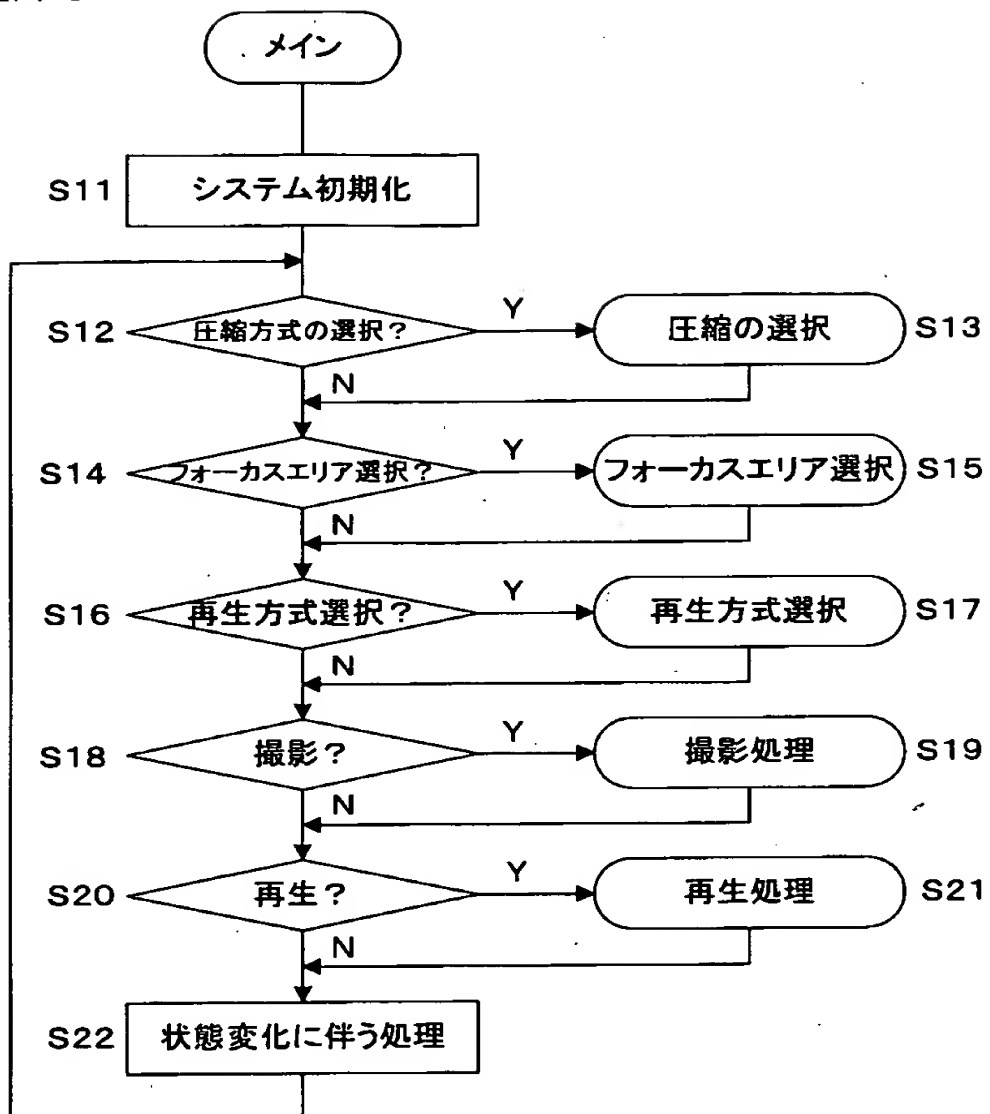 メイン
S11 システム初期化
S12 圧縮方式の選択? Y 圧縮の選択 S13
N
S14 フォーカスエリア選択? Y フォーカスエリア選択 S15
N
S16 再生方式選択? Y 再生方式選択 S17
N
S18 撮影? Y 撮影処理 S19
N
S20 再生? Y 再生処理 S21
N
S22 状態変化に伴う処理